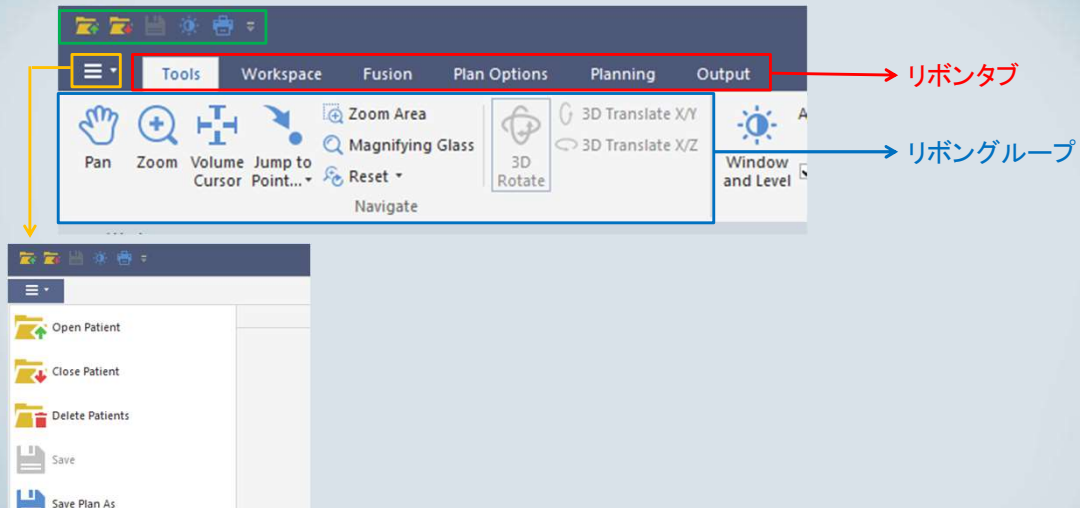 Tools Workspace Fusion Plan Options Planning Output
リボンタブ
Pan
Zoom
Volume
Cursor
Jump to
Point...
Zoom Area
Magnifying Glass
Reset
3D
Rotate
3D Translate X/Y
3D Translate X/Z
Navigate
Window
and Level
A
リボングループ
Open Patient
Close Patient
Delete Patients
Save
Save Plan As